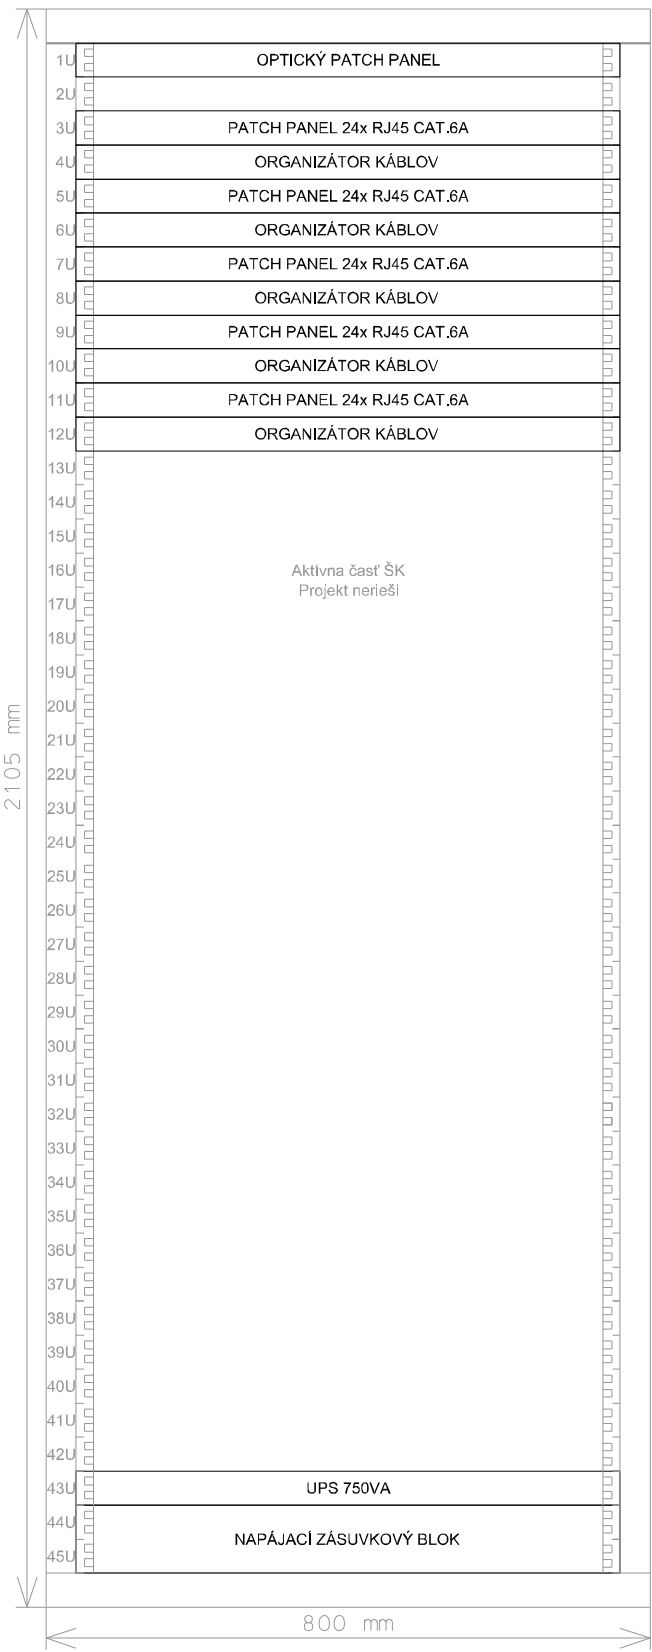 1U OPTICKÝ PATCH PANEL
2U
3U PATCH PANEL 24x RJ45 CAT.6A
4U ORGANIZÁTOR KÁBLOV
5U PATCH PANEL 24x RJ45 CAT.6A
6U ORGANIZÁTOR KÁBLOV
7U PATCH PANEL 24x RJ45 CAT.6A
8U ORGANIZÁTOR KÁBLOV
9U PATCH PANEL 24x RJ45 CAT.6A
10U ORGANIZÁTOR KÁBLOV
11U PATCH PANEL 24x RJ45 CAT.6A
12U ORGANIZÁTOR KÁBLOV
13U
14U
15U
16U Aktívna časť ŠK
Projekt nerieši
17U
18U
19U
20U
21U
22U
23U
24U
25U
26U
27U
28U
29U
30U
31U
32U
33U
34U
35U
36U
37U
38U
39U
40U
41U
42U
43U UPS 750VA
44U
NAPÁJACÍ ZÁSUVKOVÝ BLOK
45U
2105 mm
800 mm